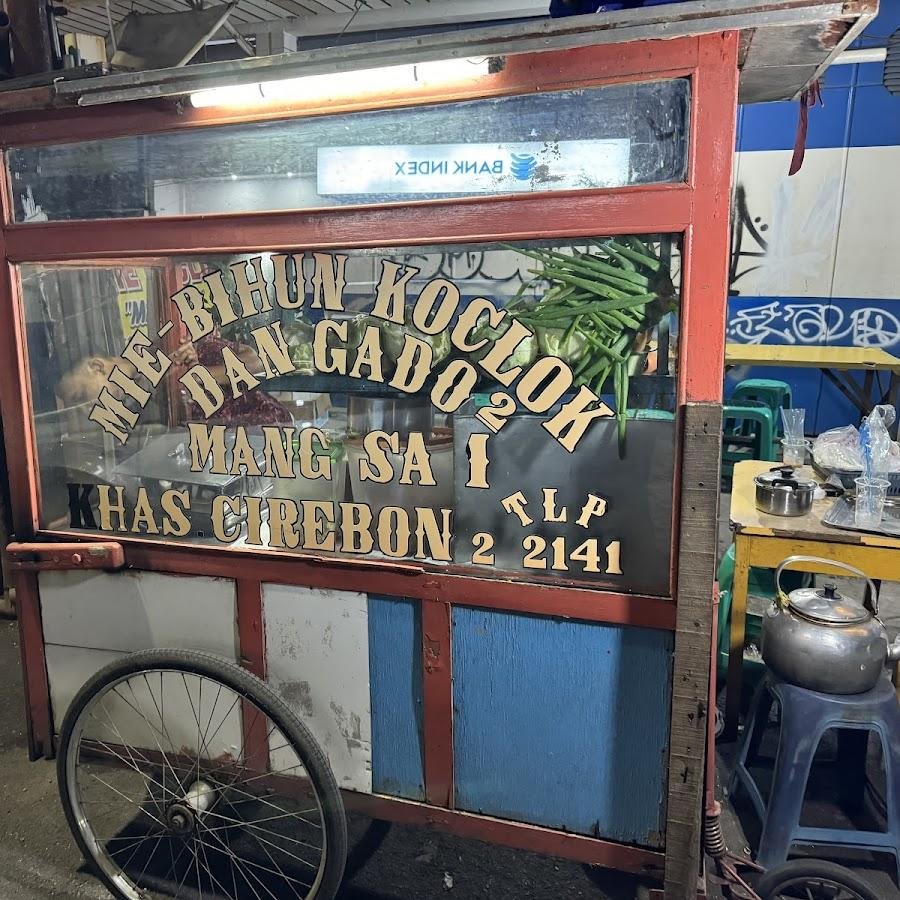 BANK INDEX
MIE-BIHUN KOCLOK
DAN GADO2
MANG SA I
KHAS.CIREBON
TLP
2 2141